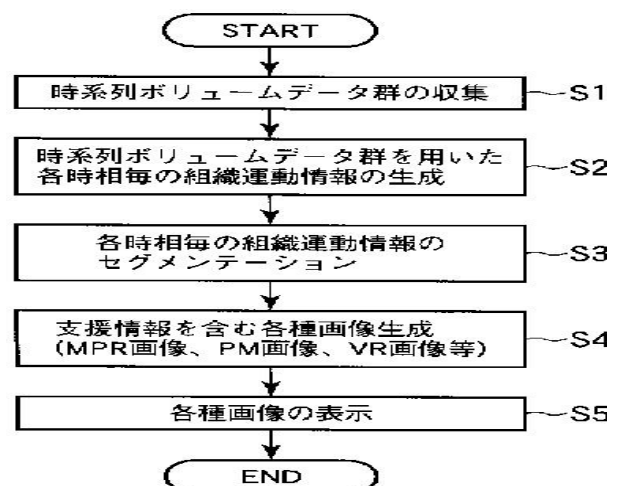 START
時系列ボリュームデータ群の収集
S1
時系列ボリュームデータ群を用いた
各時相毎の組織運動情報の生成
S2
各時相毎の組織運動情報の
セグメンテーション
S3
支援情報を含む各種画像生成
(MPR画像、PM画像、VR画像等)
S4
各種画像の表示
S5
END